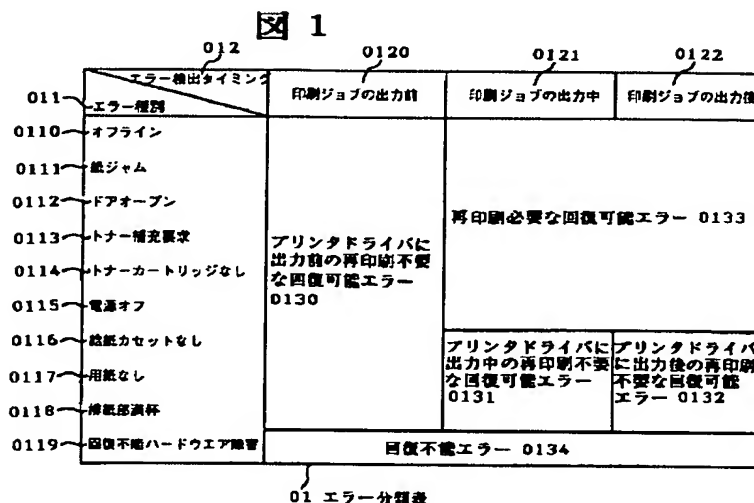 図 1
012
0120
0121
0122
エラー検出タイミング
印刷ジョブの出力前
印刷ジョブの出力中
印刷ジョブの出力後
011
エラー種別
0110
オフライン
0111
紙ジャム
0112
ドアオープン
0113
トナー補充要求
0114
トナーカートリッジなし
0115
電源オフ
0116
給紙カセットなし
0117
用紙なし
0118
排紙部満杯
0119
回復不能ハードウエア障害
プリンタドライバに
出力前の再印刷不要
な回復可能エラー
0130
再印刷必要な回復可能エラー 0133
プリンタドライバに
出力中の再印刷不要
な回復可能エラー
0131
プリンタドライバ
に出力後の再印刷
不要な回復可能
エラー 0132
回復不能エラー 0134
01 エラー分類表